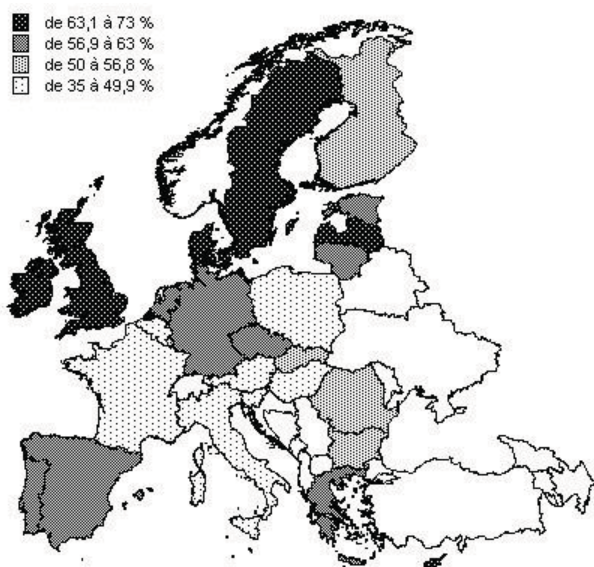 de 63,1 à 73 %
de 56,9 à 63 %
de 50 à 56,8 %
de 35 à 49,9 %